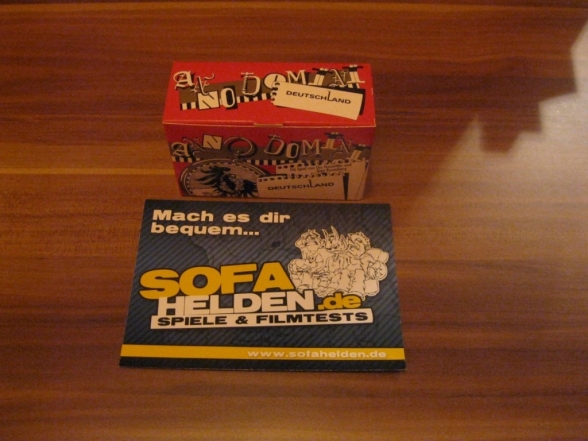 ANNO DOMINI
DEUTSCHLAND
ANNO DOMINI
DEUTSCHLAND
Mach es dir
bequem...
SOFA
HELDEN.de
SPIELE & FILMTESTS
www.sofahelden.de